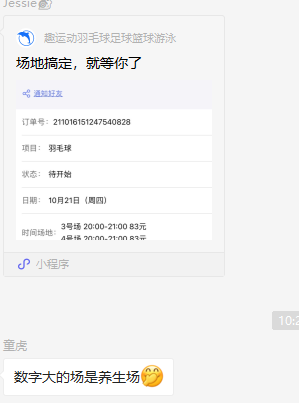 Jessie
趣运动羽毛球足球篮球游泳
场地搞定，就等你了
通知好友
订单号：211016151247540828
项目：羽毛球
状态：待开始
日期：10月21日（周四）
时间场地：3号场 20:00-21:00 83元
4号场 20:00-21:00 83元
小程序
10:2
童虎
数字大的场是养生场